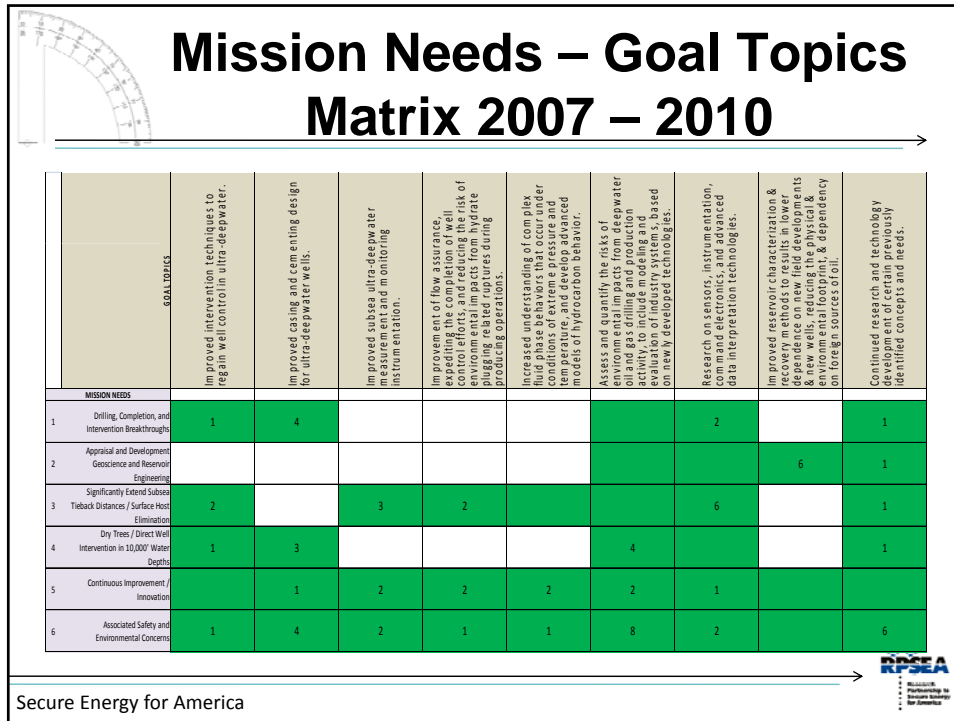 Mission Needs – Goal Topics
Matrix 2007 – 2010
GOAL TOPICS
Improved intervention techniques to
regain well control in ultra-deepwater.
Improved casing and cementing design
for ultra-deepwater wells.
Improved subsea ultra-deepwater
measurement and monitoring
instrumentation.
Improvement of flow assurance,
expediting the completion of well
control efforts, and reducing the risk of
environmental impacts from hydrate
plugging related ruptures during
producing operations.
Increased understanding of complex
fluid phase behaviors that occur under
conditions of extreme pressure and
temperature, and develop advanced
models of hydrocarbon behavior.
Assess and quantify the risks of
environmental impacts from deepwater
oil and gas drilling and production
activity, to include modeling and
evaluation of industry systems, based
on newly developed technologies.
Research on sensors, instrumentation,
command electronics, and advanced
data interpretation technologies.
Improved reservoir characterization &
recovery methods to results in lower
dependence on new field developments
& new wells, reducing the physical &
environmental footprint, & dependency
on foreign sources of oil.
Continued research and technology
development of certain previously
identified concepts and needs.
MISSION NEEDS
1 Drilling, Completion, and
Intervention Breakthroughs 1 4 2 1
2 Appraisal and Development
Geoscience and Reservoir
Engineering 6 1
3 Significantly Extend Subsea
Tieback Distances / Surface Host
Elimination 2 3 2 6 1
4 Dry Trees / Direct Well
Intervention in 10,000' Water
Depths 1 3 4 1
5 Continuous Improvement /
Innovation 1 2 2 2 2 1
6 Associated Safety and
Environmental Concerns 1 4 2 1 1 8 2 6
Secure Energy for America
RPSEA
Research
Partnership to
Secure Energy
for America